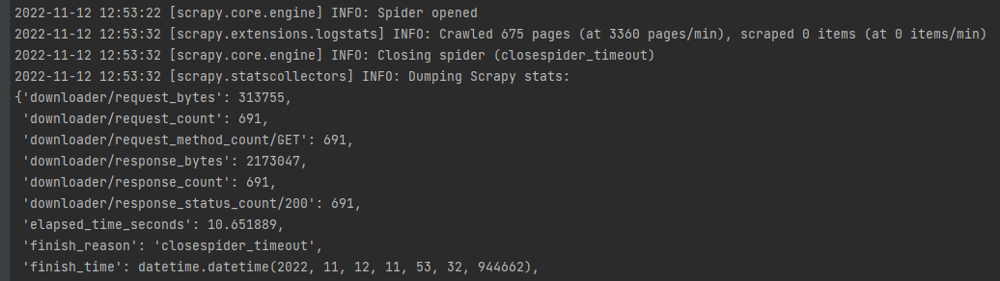 2022-11-12 12:53:22 [scrapy.core.engine] INFO: Spider opened
2022-11-12 12:53:32 [scrapy.extensions.logstats] INFO: Crawled 675 pages (at 3360 pages/min), scraped 0 items (at 0 items/min)
2022-11-12 12:53:32 [scrapy.core.engine] INFO: Closing spider (closespider_timeout)
2022-11-12 12:53:32 [scrapy.statscollectors] INFO: Dumping Scrapy stats:
{'downloader/request_bytes': 313755,
 'downloader/request_count': 691,
 'downloader/request_method_count/GET': 691,
 'downloader/response_bytes': 2173047,
 'downloader/response_count': 691,
 'downloader/response_status_count/200': 691,
 'elapsed_time_seconds': 10.651889,
 'finish_reason': 'closespider_timeout',
 'finish_time': datetime.datetime(2022, 11, 12, 11, 53, 32, 944662),